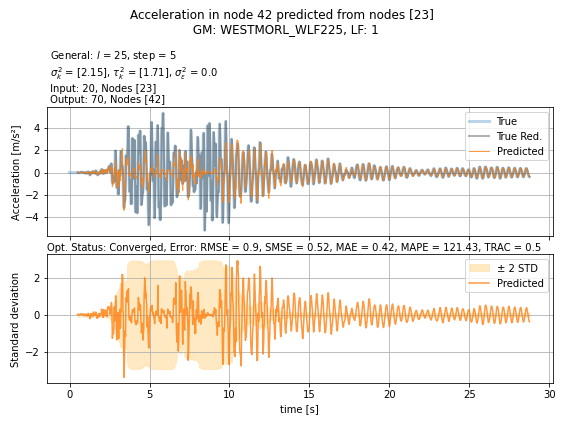 Acceleration in node 42 predicted from nodes [23]
GM: WESTMORL_WLF225, LF: 1
General: l = 25, step = 5
σ²ₖ = [2.15], τ²ₖ = [1.71], σ²ε = 0.0
Input: 20, Nodes [23]
Output: 70, Nodes [42]
Acceleration [m/s²]
4
2
0
−2
−4
True
True Red.
Predicted
Opt. Status: Converged, Error: RMSE = 0.9, SMSE = 0.52, MAE = 0.42, MAPE = 121.43, TRAC = 0.5
Standard deviation
2
0
−2
± 2 STD
Predicted
0 5 10 15 20 25 30
time [s]